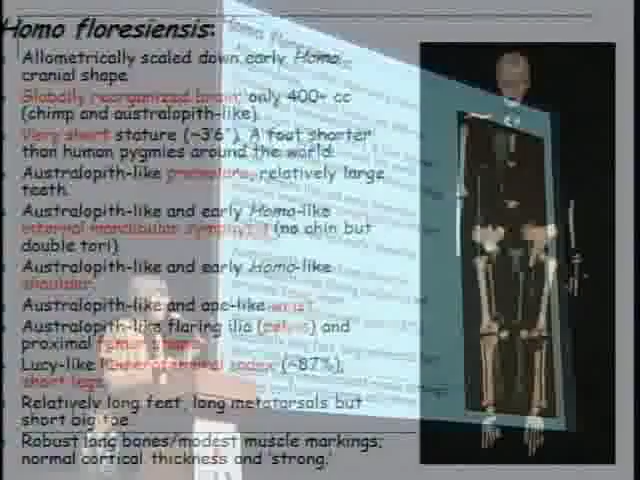 Homo floresiensis:
Allometrically scaled down early Homo
cranial shape
Globally reorganized brain, only 400+ cc
(chimp and australopith-like)
Very short stature (~3'6"). A foot shorter
than human pygmies around the world.
Australopith-like premolars, relatively large
teeth.
Australopith-like and early Homo-like
external mandibular symphysis (no chin but
double tori)
Australopith-like and early Homo-like
shoulder.
Australopith-like and ape-like wrist.
Australopith-like flaring ilia (pelvis) and
proximal femur
Lucy-like humerofemoral index (~87%),
short legs
Relatively long feet, long metatarsals but
short big toe.
Robust long bones/modest muscle markings;
normal cortical thickness and 'strong.'